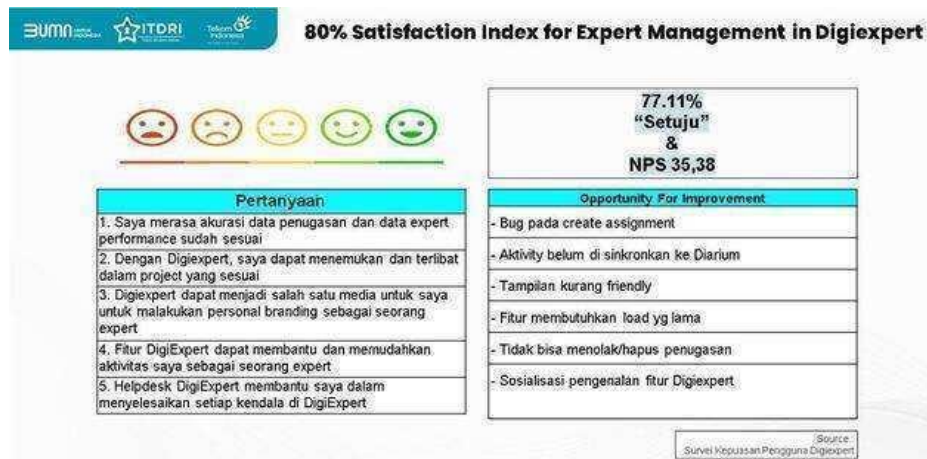 BUMN
ITDRI
Telkom
Indonesia
80% Satisfaction Index for Expert Management in Digiexpert
77.11%
“Setuju”
&
NPS 35,38
Pertanyaan
1. Saya merasa akurasi data penugasan dan data expert
performance sudah sesuai
2. Dengan Digiexpert, saya dapat menemukan dan terlibat
dalam project yang sesuai
3. Digiexpert dapat menjadi salah satu media untuk saya
untuk malakukan personal branding sebagai seorang
expert
4. Fitur DigiExpert dapat membantu dan memudahkan
aktivitas saya sebagai seorang expert
5. Helpdesk DigiExpert membantu saya dalam
menyelesaikan setiap kendala di DigiExpert
Opportunity For Improvement
- Bug pada create assignment
- Aktivity belum di sinkronkan ke Diarium
- Tampilan kurang friendly
- Fitur membutuhkan load yg lama
- Tidak bisa menolak/hapus penugasan
- Sosialisasi pengenalan fitur Digiexpert
Source:
Survei Kepuasan Pengguna Digiexpert